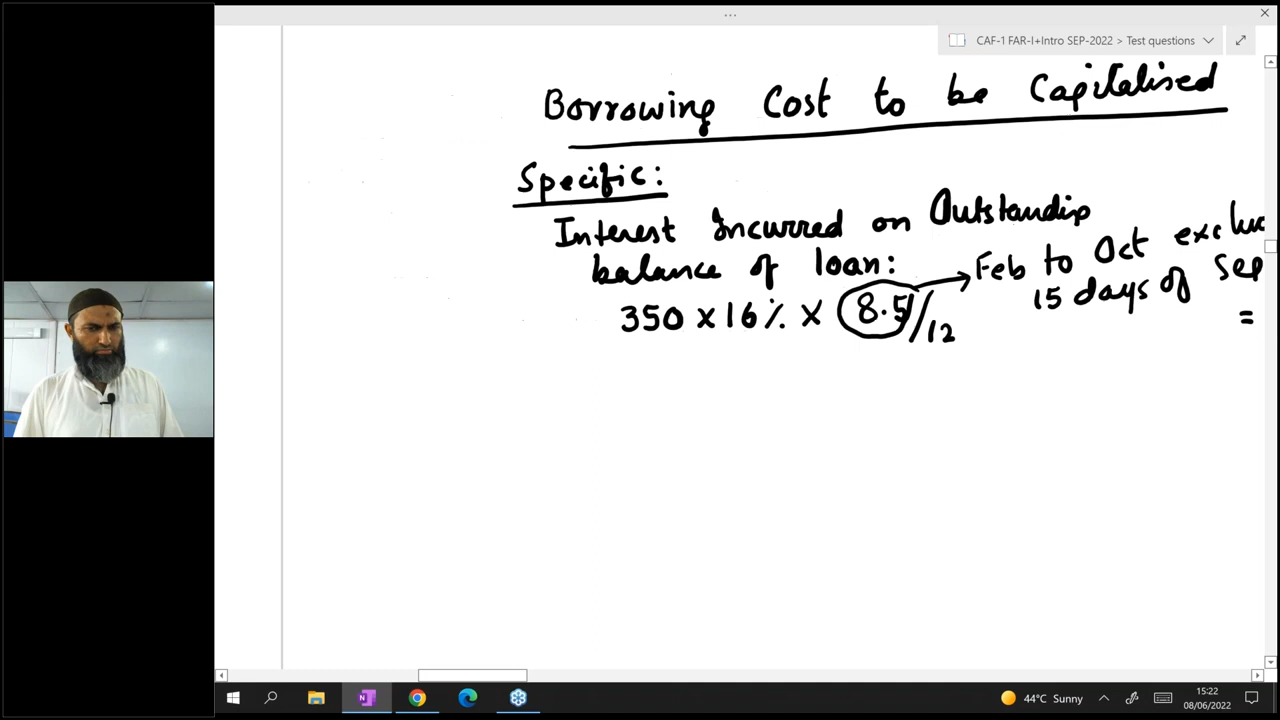 CAF-1 FAR-I+Intro SEP-2022 > Test questions
Borrowing Cost to be Capitalised
Specific:
Interest Incurred on Outstanding
balance of loan:
Feb to Oct exclu
15 days of Sep
350 x 16% x 8.5/12
=
44°C Sunny
15:22
08/06/2022